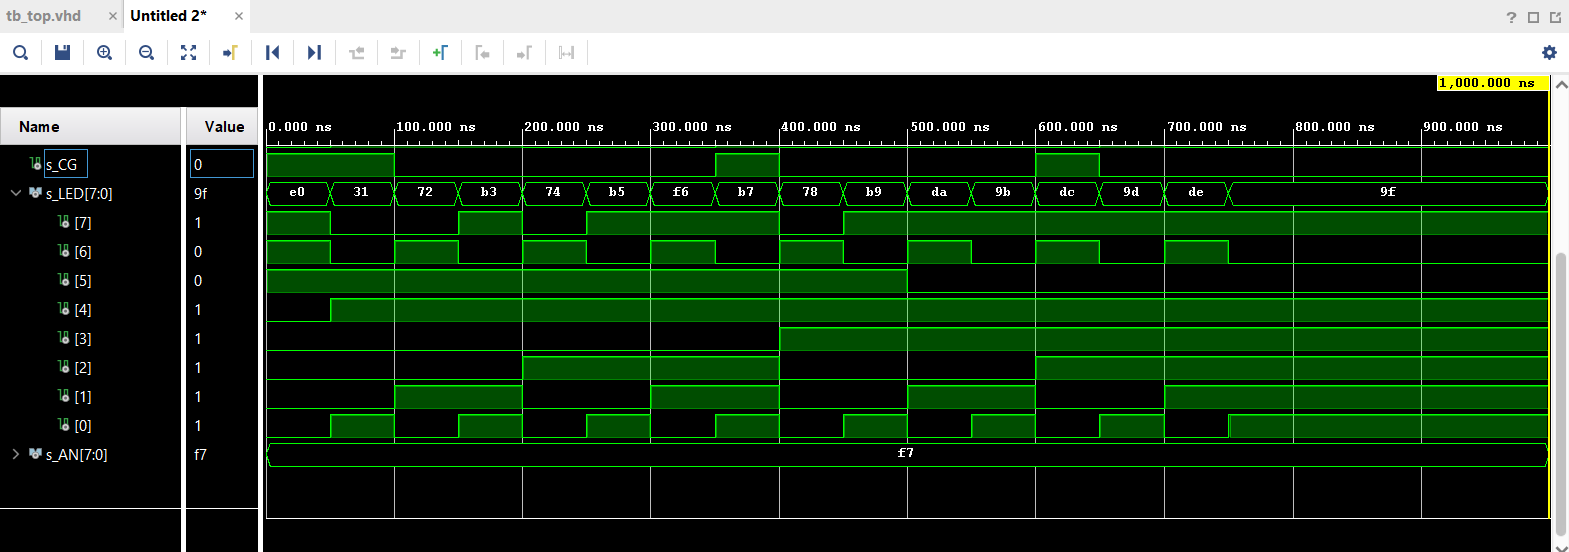 tb_top.vhd × Untitled 2* × ?
1,000.000 ns
Name Value 0.000 ns 100.000 ns 200.000 ns 300.000 ns 400.000 ns 500.000 ns 600.000 ns 700.000 ns 800.000 ns 900.000 ns
s_CG 0
s_LED[7:0] 9f e0 31 72 b3 74 b5 f6 b7 78 b9 da 9b dc 9d de 9f
[7] 1
[6] 0
[5] 0
[4] 1
[3] 1
[2] 1
[1] 1
[0] 1
s_AN[7:0] f7 f7